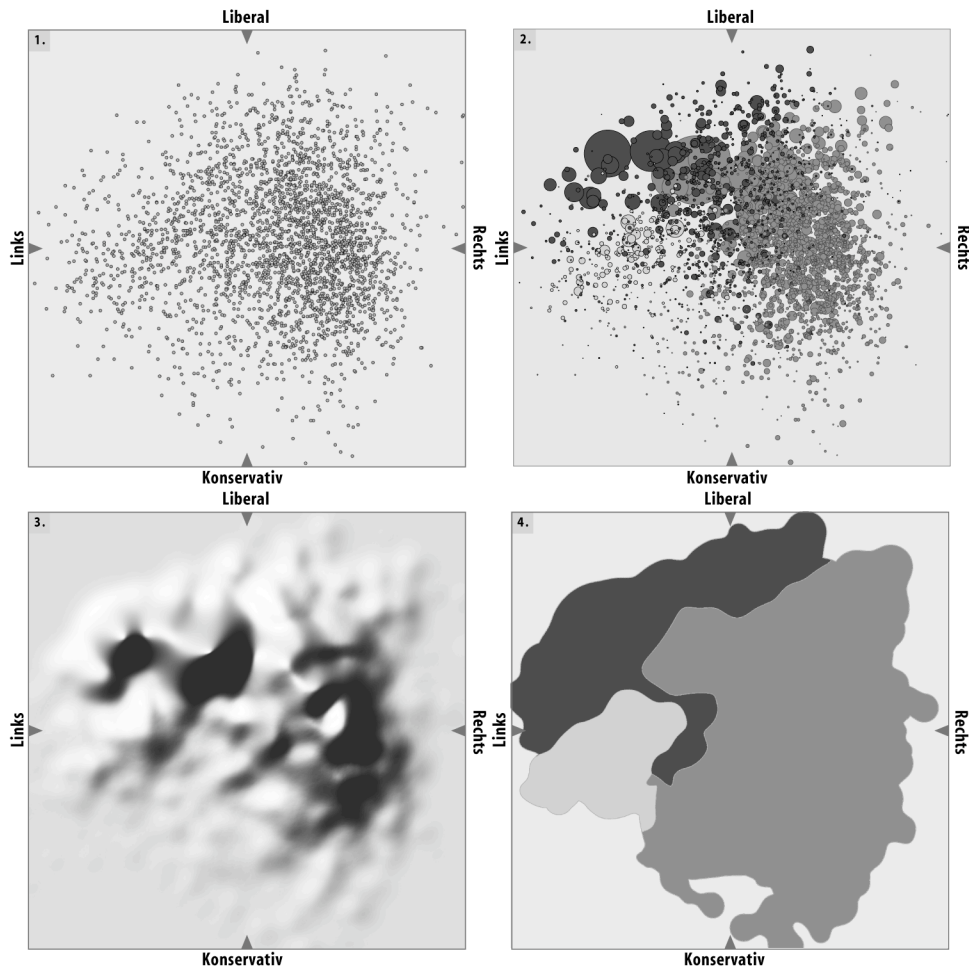 Liberal
Liberal
1.
2.
Links
Rechts
Links
Rechts
Konservativ
Konservativ
Liberal
Liberal
3.
4.
Links
Rechts
Links
Rechts
Konservativ
Konservativ